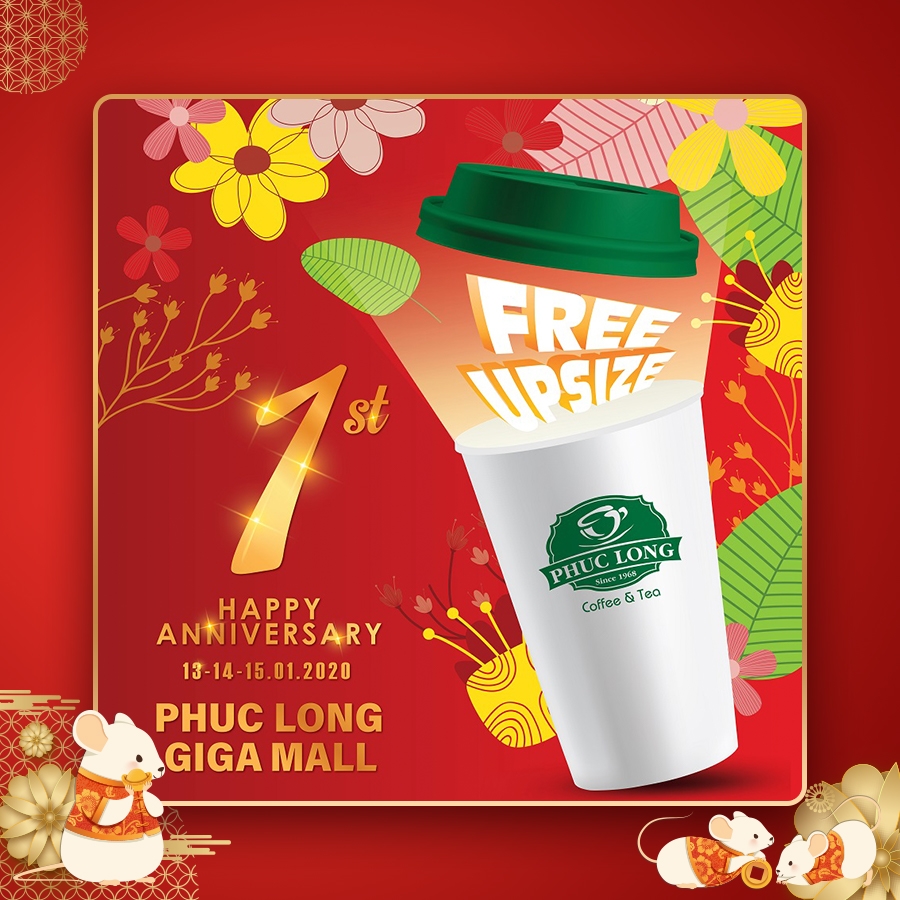 FREE
UPSIZE
1st
HAPPY
ANNIVERSARY
13-14-15.01.2020
PHUC LONG
GIGA MALL
PHUC LONG
Since 1968
Coffee & Tea